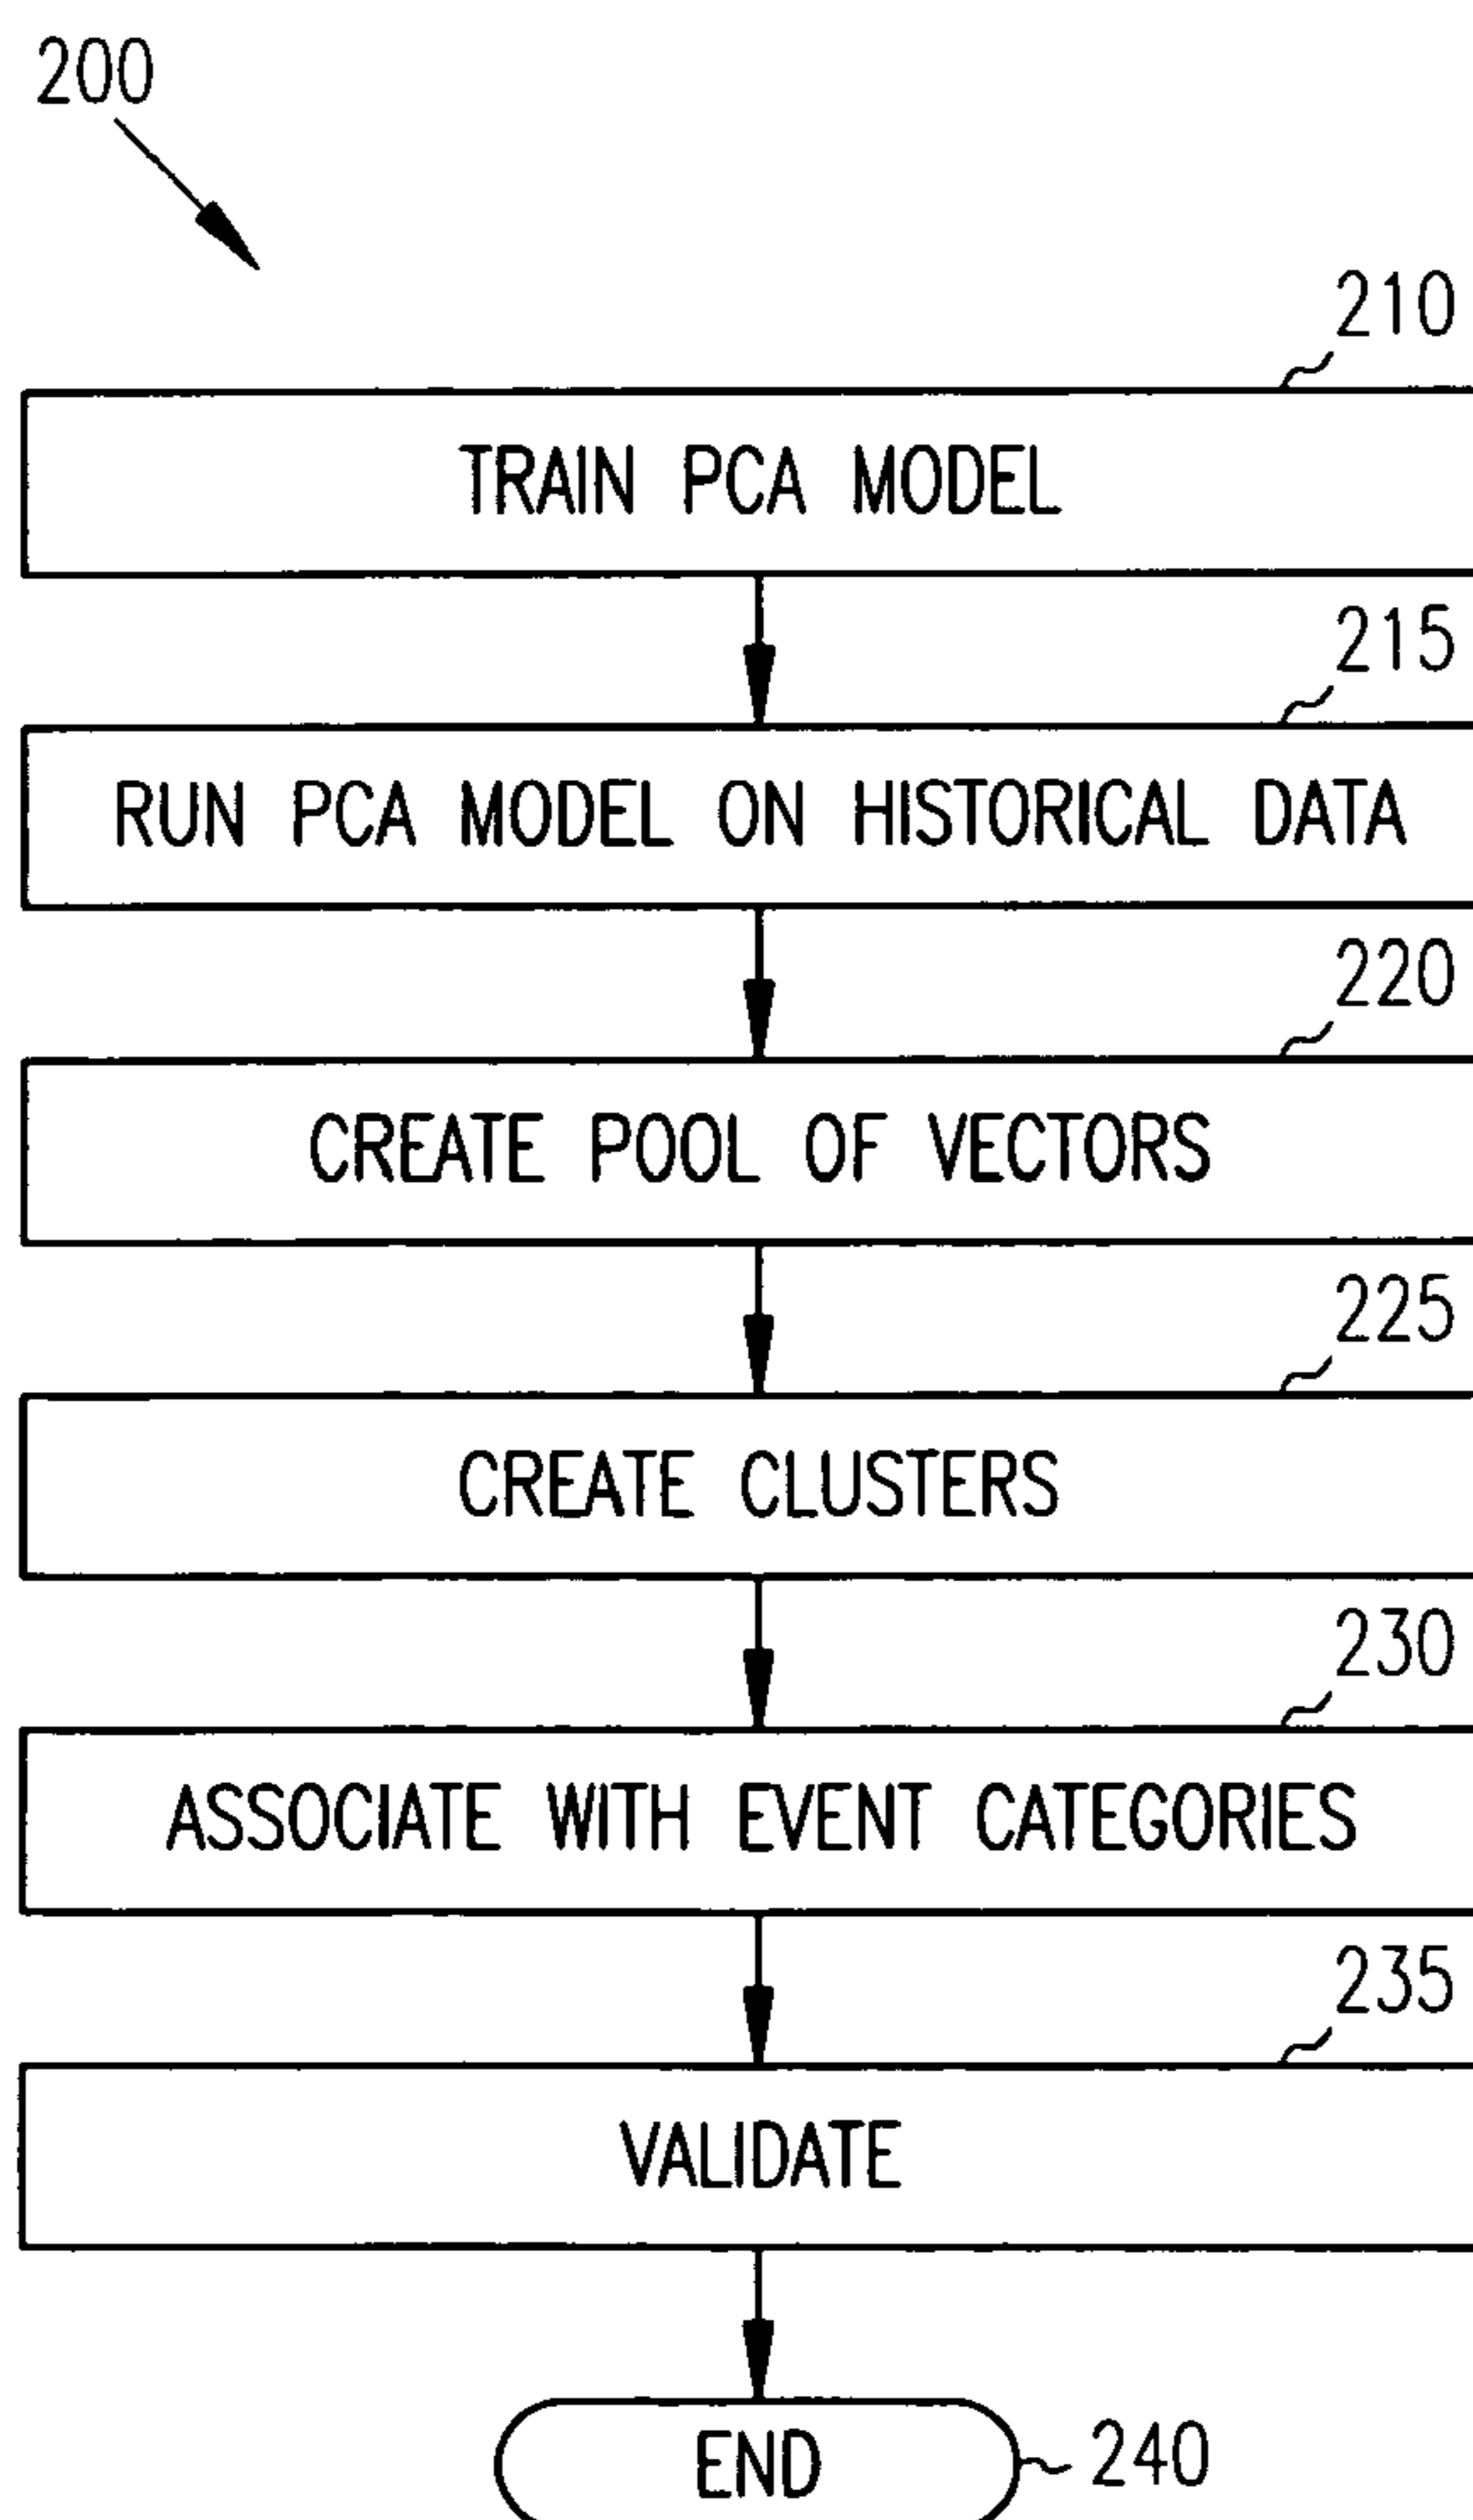 200
210
TRAIN PCA MODEL
215
RUN PCA MODEL ON HISTORICAL DATA
220
CREATE POOL OF VECTORS
225
CREATE CLUSTERS
230
ASSOCIATE WITH EVENT CATEGORIES
235
VALIDATE
END
240